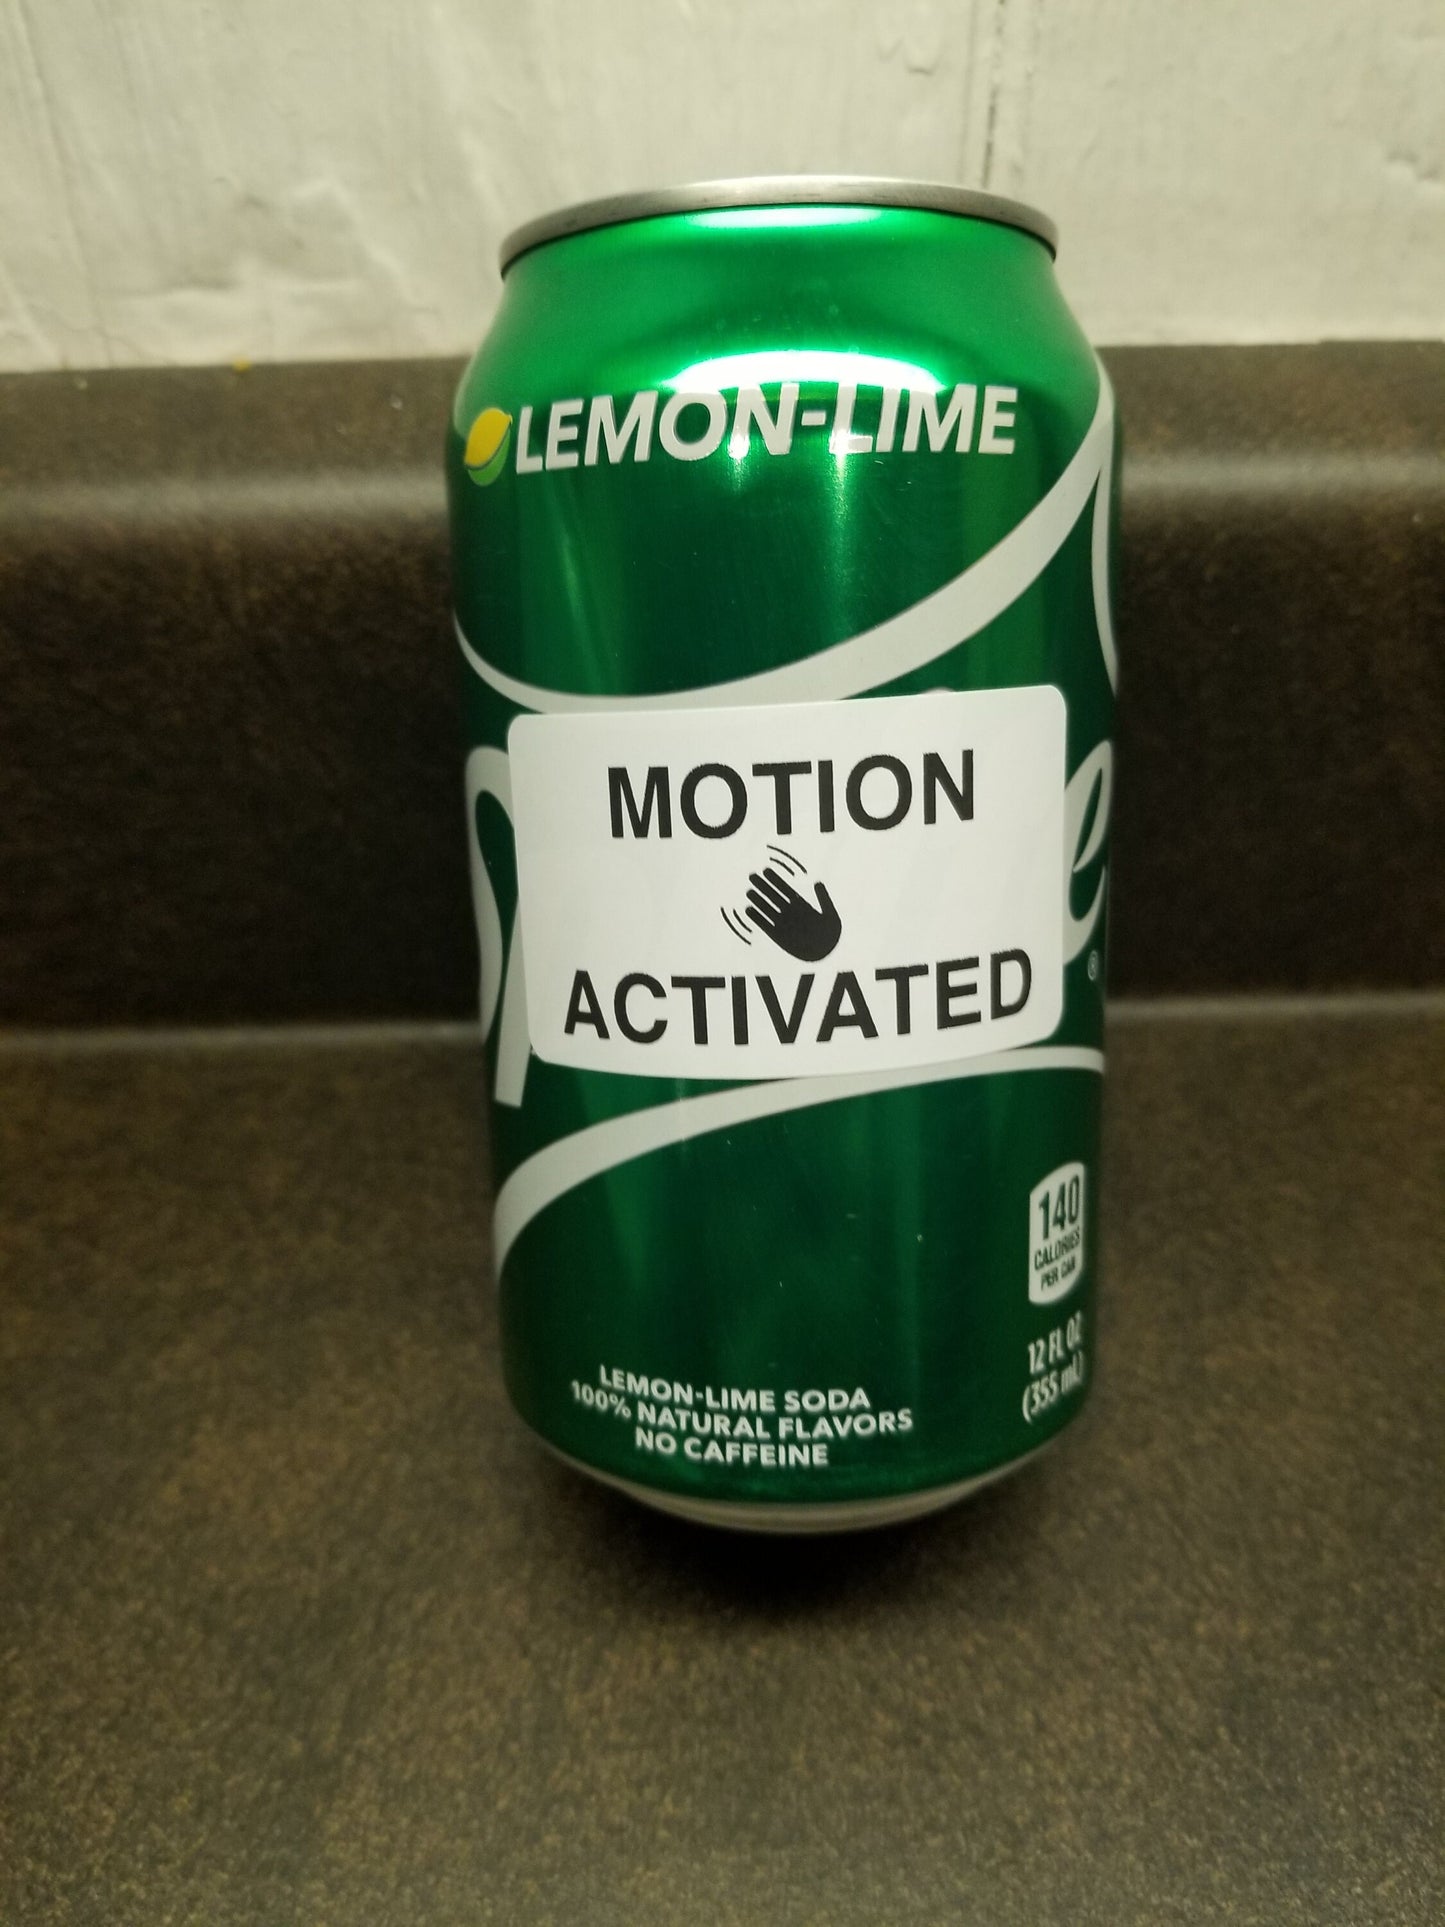 LEMON-LIME
MOTION
ACTIVATED
140
CALORIES
PER CAN
12 FL OZ
(355 mL)
LEMON-LIME SODA
100% NATURAL FLAVORS
NO CAFFEINE